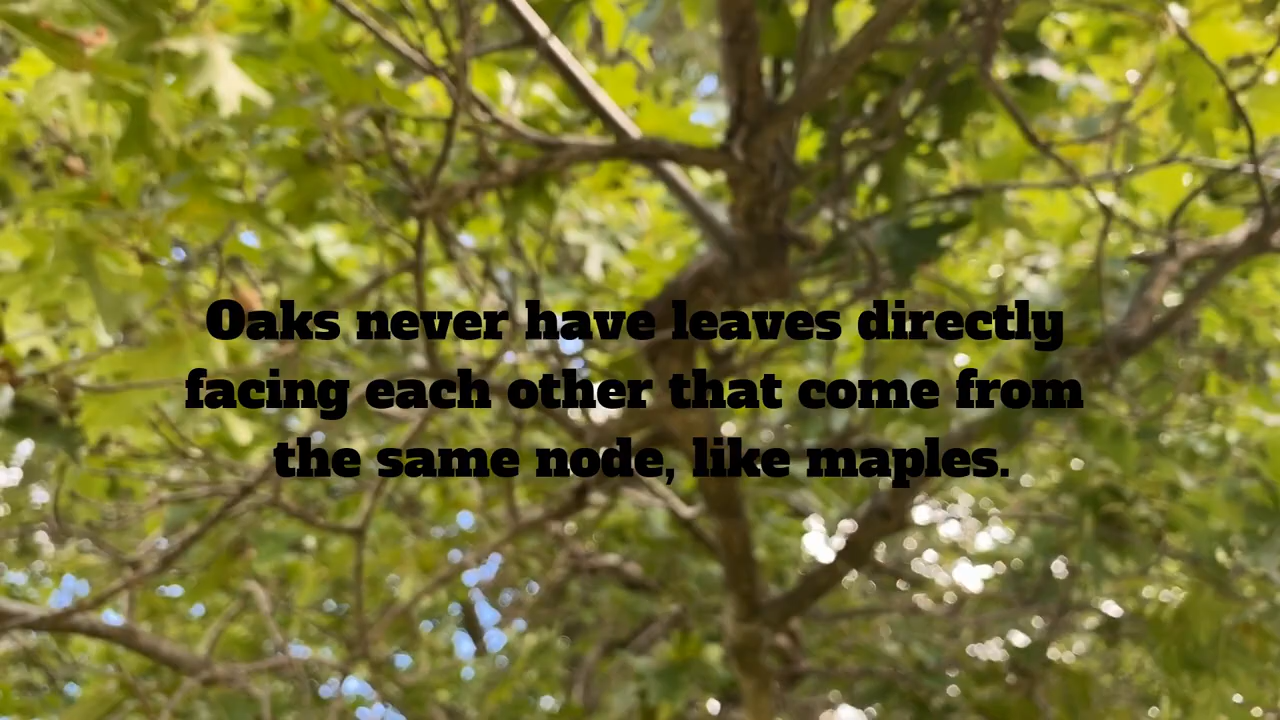 Oaks never have leaves directly
facing each other that come from
the same node, like maples.